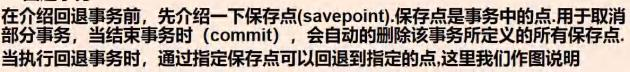 在介绍回退事务前，先介绍一下保存点(savepoint).保存点是事务中的点.用于取消
部分事务，当结束事务时（commit），会自动的删除该事务所定义的所有保存点.
当执行回退事务时，通过指定保存点可以回退到指定的点,这里我们作图说明